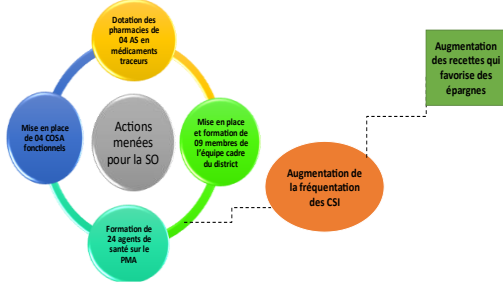 Dotation des
pharmacies de
04 AS en
médicaments
traceurs
Mise en place
de 04 COSA
fonctionnels
Actions
menées
pour la SO
Mise en place
et formation de
09 membres de
l'équipe cadre
du district
Formation de
24 agents de
santé sur le
PMA
Augmentation de
la fréquentation
des CSI
Augmentation
des recettes qui
favorise des
épargnes